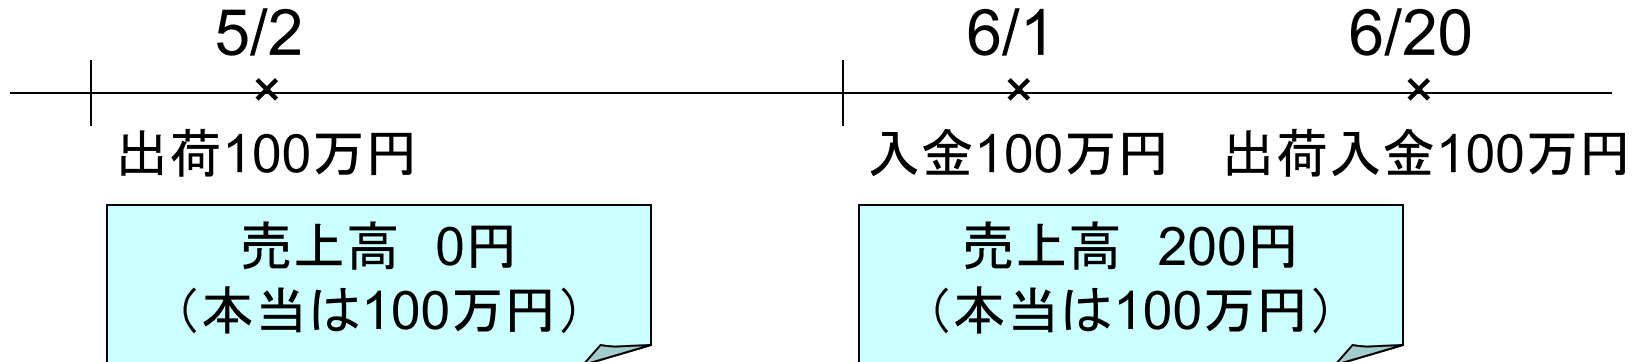 5/2
6/1
6/20
出荷100万円
入金100万円
出荷入金100万円
売上高　0円
（本当は100万円）
売上高　200円
（本当は100万円）